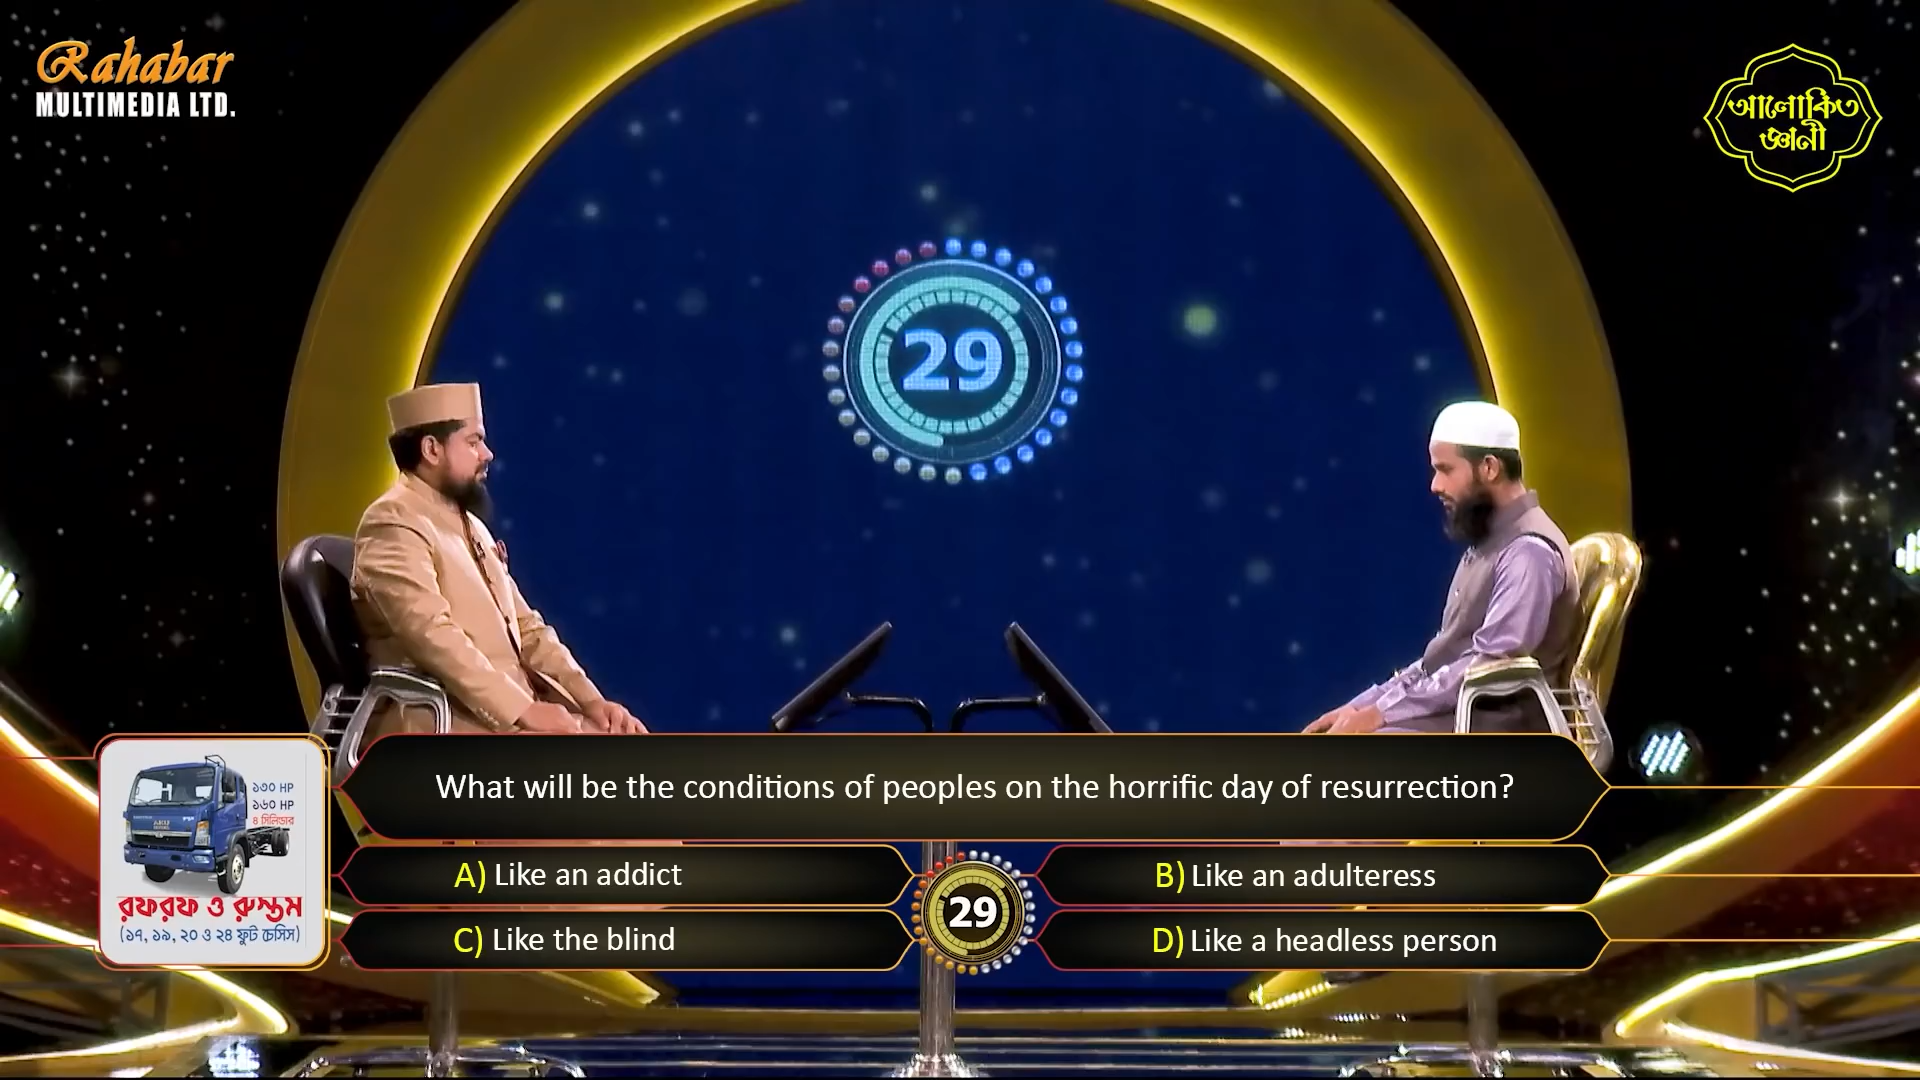 Rahabar
MULTIMEDIA LTD.
আলোকিত
জ্ঞানী
29
What will be the conditions of peoples on the horrific day of resurrection?
A) Like an addict
B) Like an adulteress
C) Like the blind
D) Like a headless person
29
১৩০ HP
১৬০ HP
৪ সিলিন্ডার
রফরফ ও রুস্তম
(১৭, ১৯, ২০ ও ২৪ ফুট চেসিস)